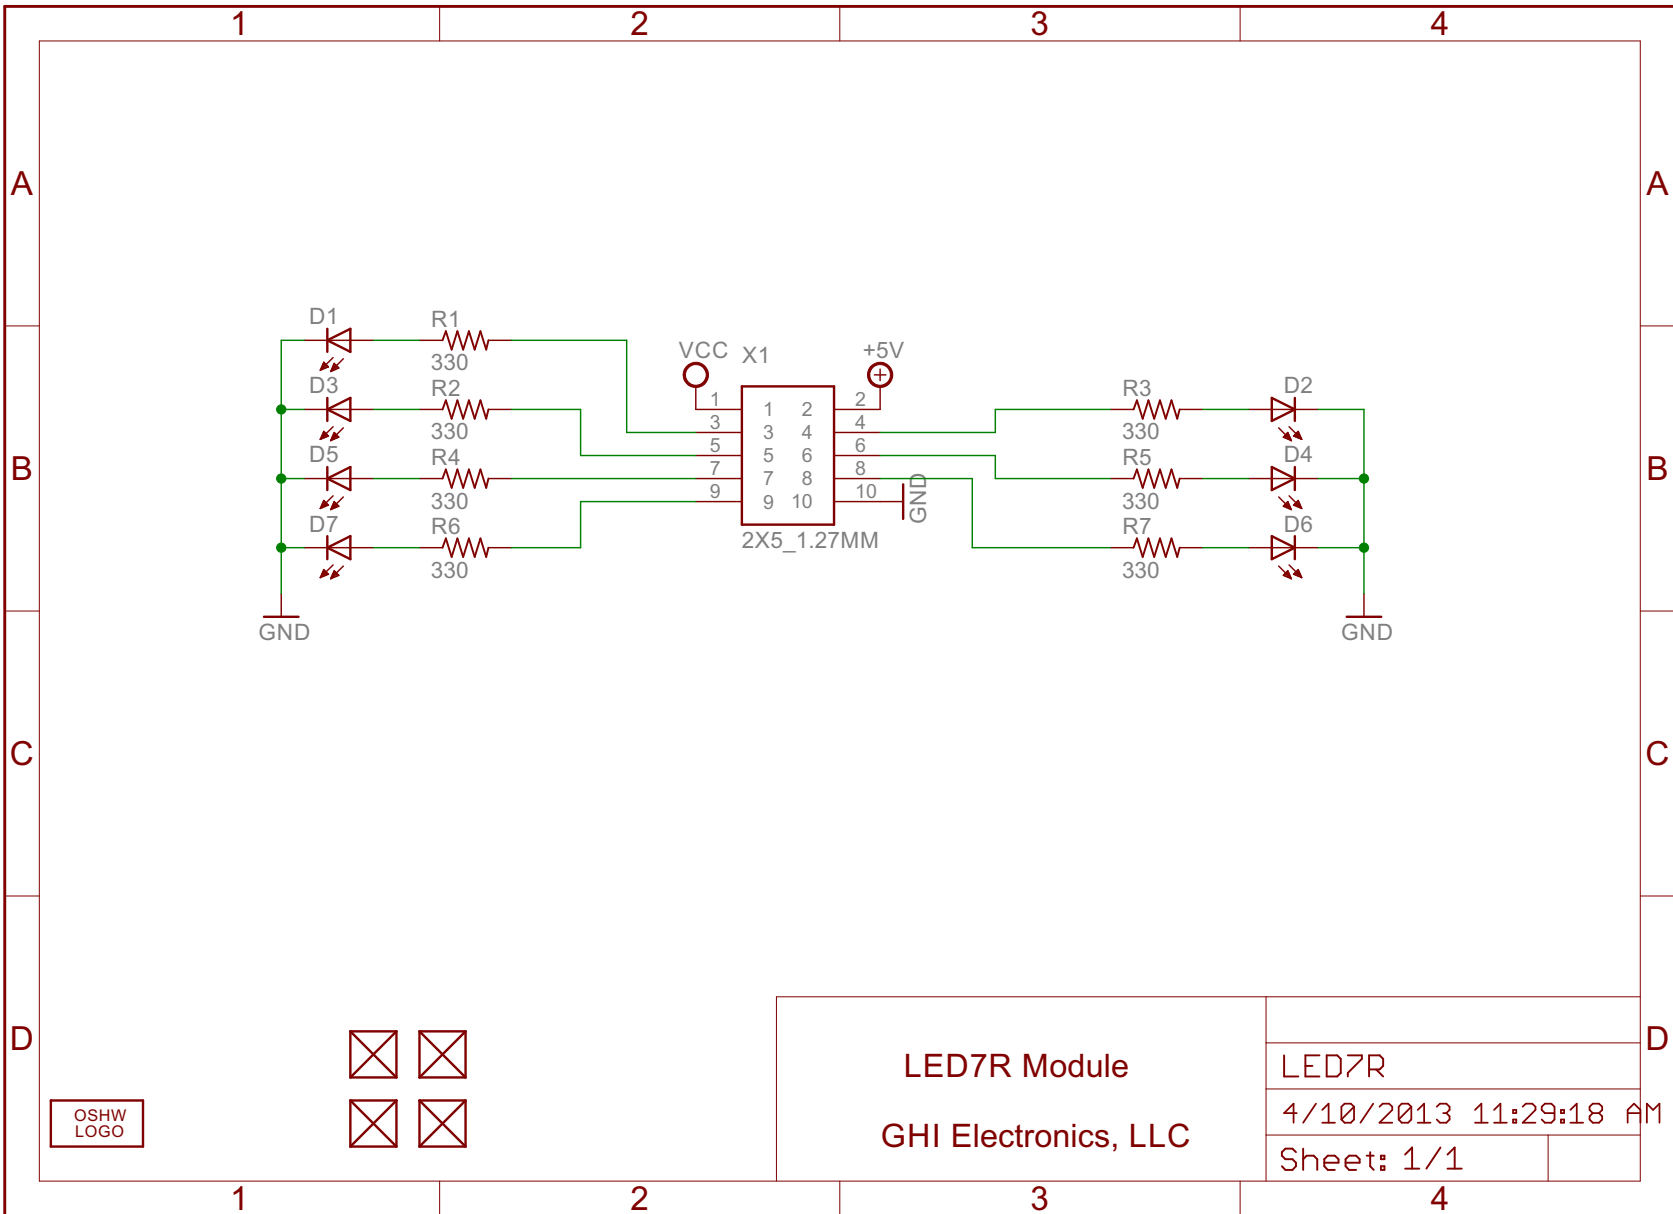 1 2 3 4
A A
D1 R1
330
VCC X1 +5V
D3 R2
330
R3 D2
330
1 1 2 2
3 3 4 4
5 5 6 6
7 7 8 8
9 9 10 10
GND
2X5_1.27MM
B B
D5 R4
330
R5 D4
330
D7 R6
330
R7 D6
330
GND GND
C C
D D
OSHW
LOGO
LED7R Module
GHI Electronics, LLC
LED7R
4/10/2013 11:29:18 AM
Sheet: 1/1
1 2 3 4